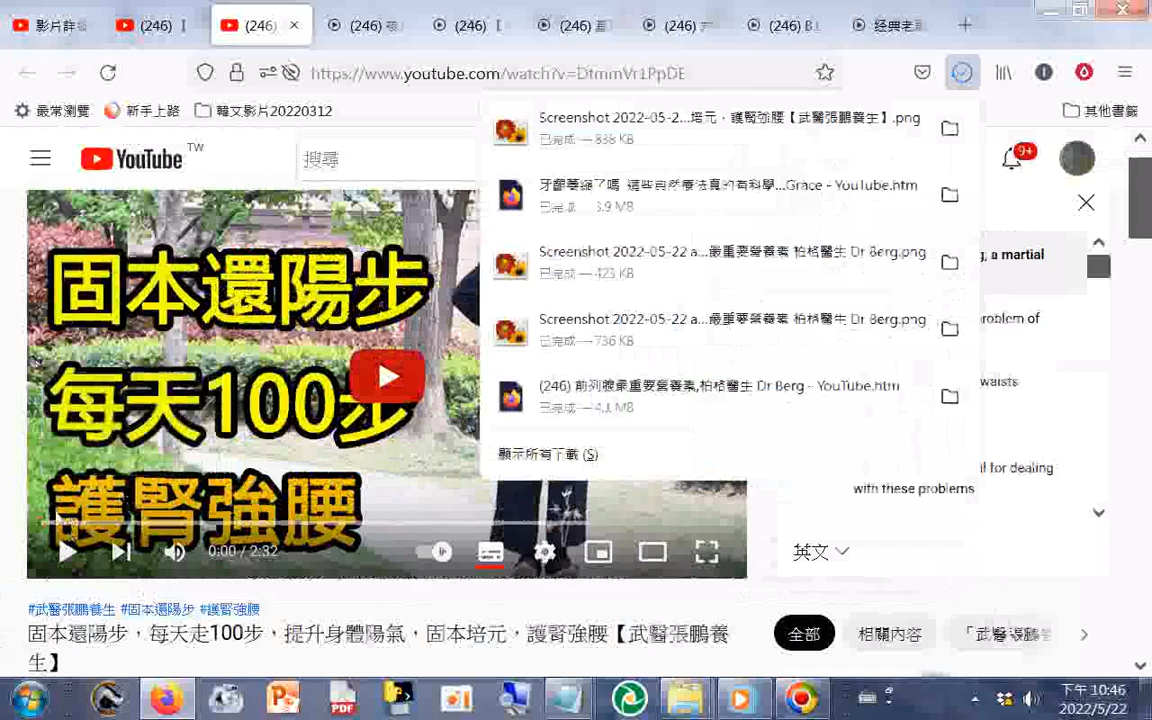 影片詳
(246)
(246)
(246)
(246)
(246)
(246)
(246)
经典老
https://www.youtube.com/watch?v=DtmmVr1PpDE
最常瀏覽
新手上路
韓文影片20220312
其他書籤
YouTube TW
搜尋
9+
Screenshot 2022-05-2...培元，護腎強腰【武醫張鵬養生】.png
已完成 — 838 KB
牙齦萎縮了嗎 這些自然療法真的有科學...Grace - YouTube.htm
已完成 — 3.9 MB
Screenshot 2022-05-22 a...最重要營養素 柏格醫生 Dr Berg.png
已完成 — 423 KB
Screenshot 2022-05-22 a...最重要營養素 柏格醫生 Dr Berg.png
已完成 — 736 KB
(246) 前列腺最重要營養素,柏格醫生 Dr Berg - YouTube.htm
已完成 — 4.1 MB
顯示所有下載 (S)
固本還陽步
每天100步
護腎強腰
0:00 / 2:32
g, a martial
problem of
waists
for dealing
with these problems
英文
#武醫張鵬養生 #固本還陽步 #護腎強腰
固本還陽步，每天走100步，提升身體陽氣，固本培元，護腎強腰【武醫張鵬養
生】
全部
相關內容
「武醫張鵬養
PDF
下午 10:46
2022/5/22